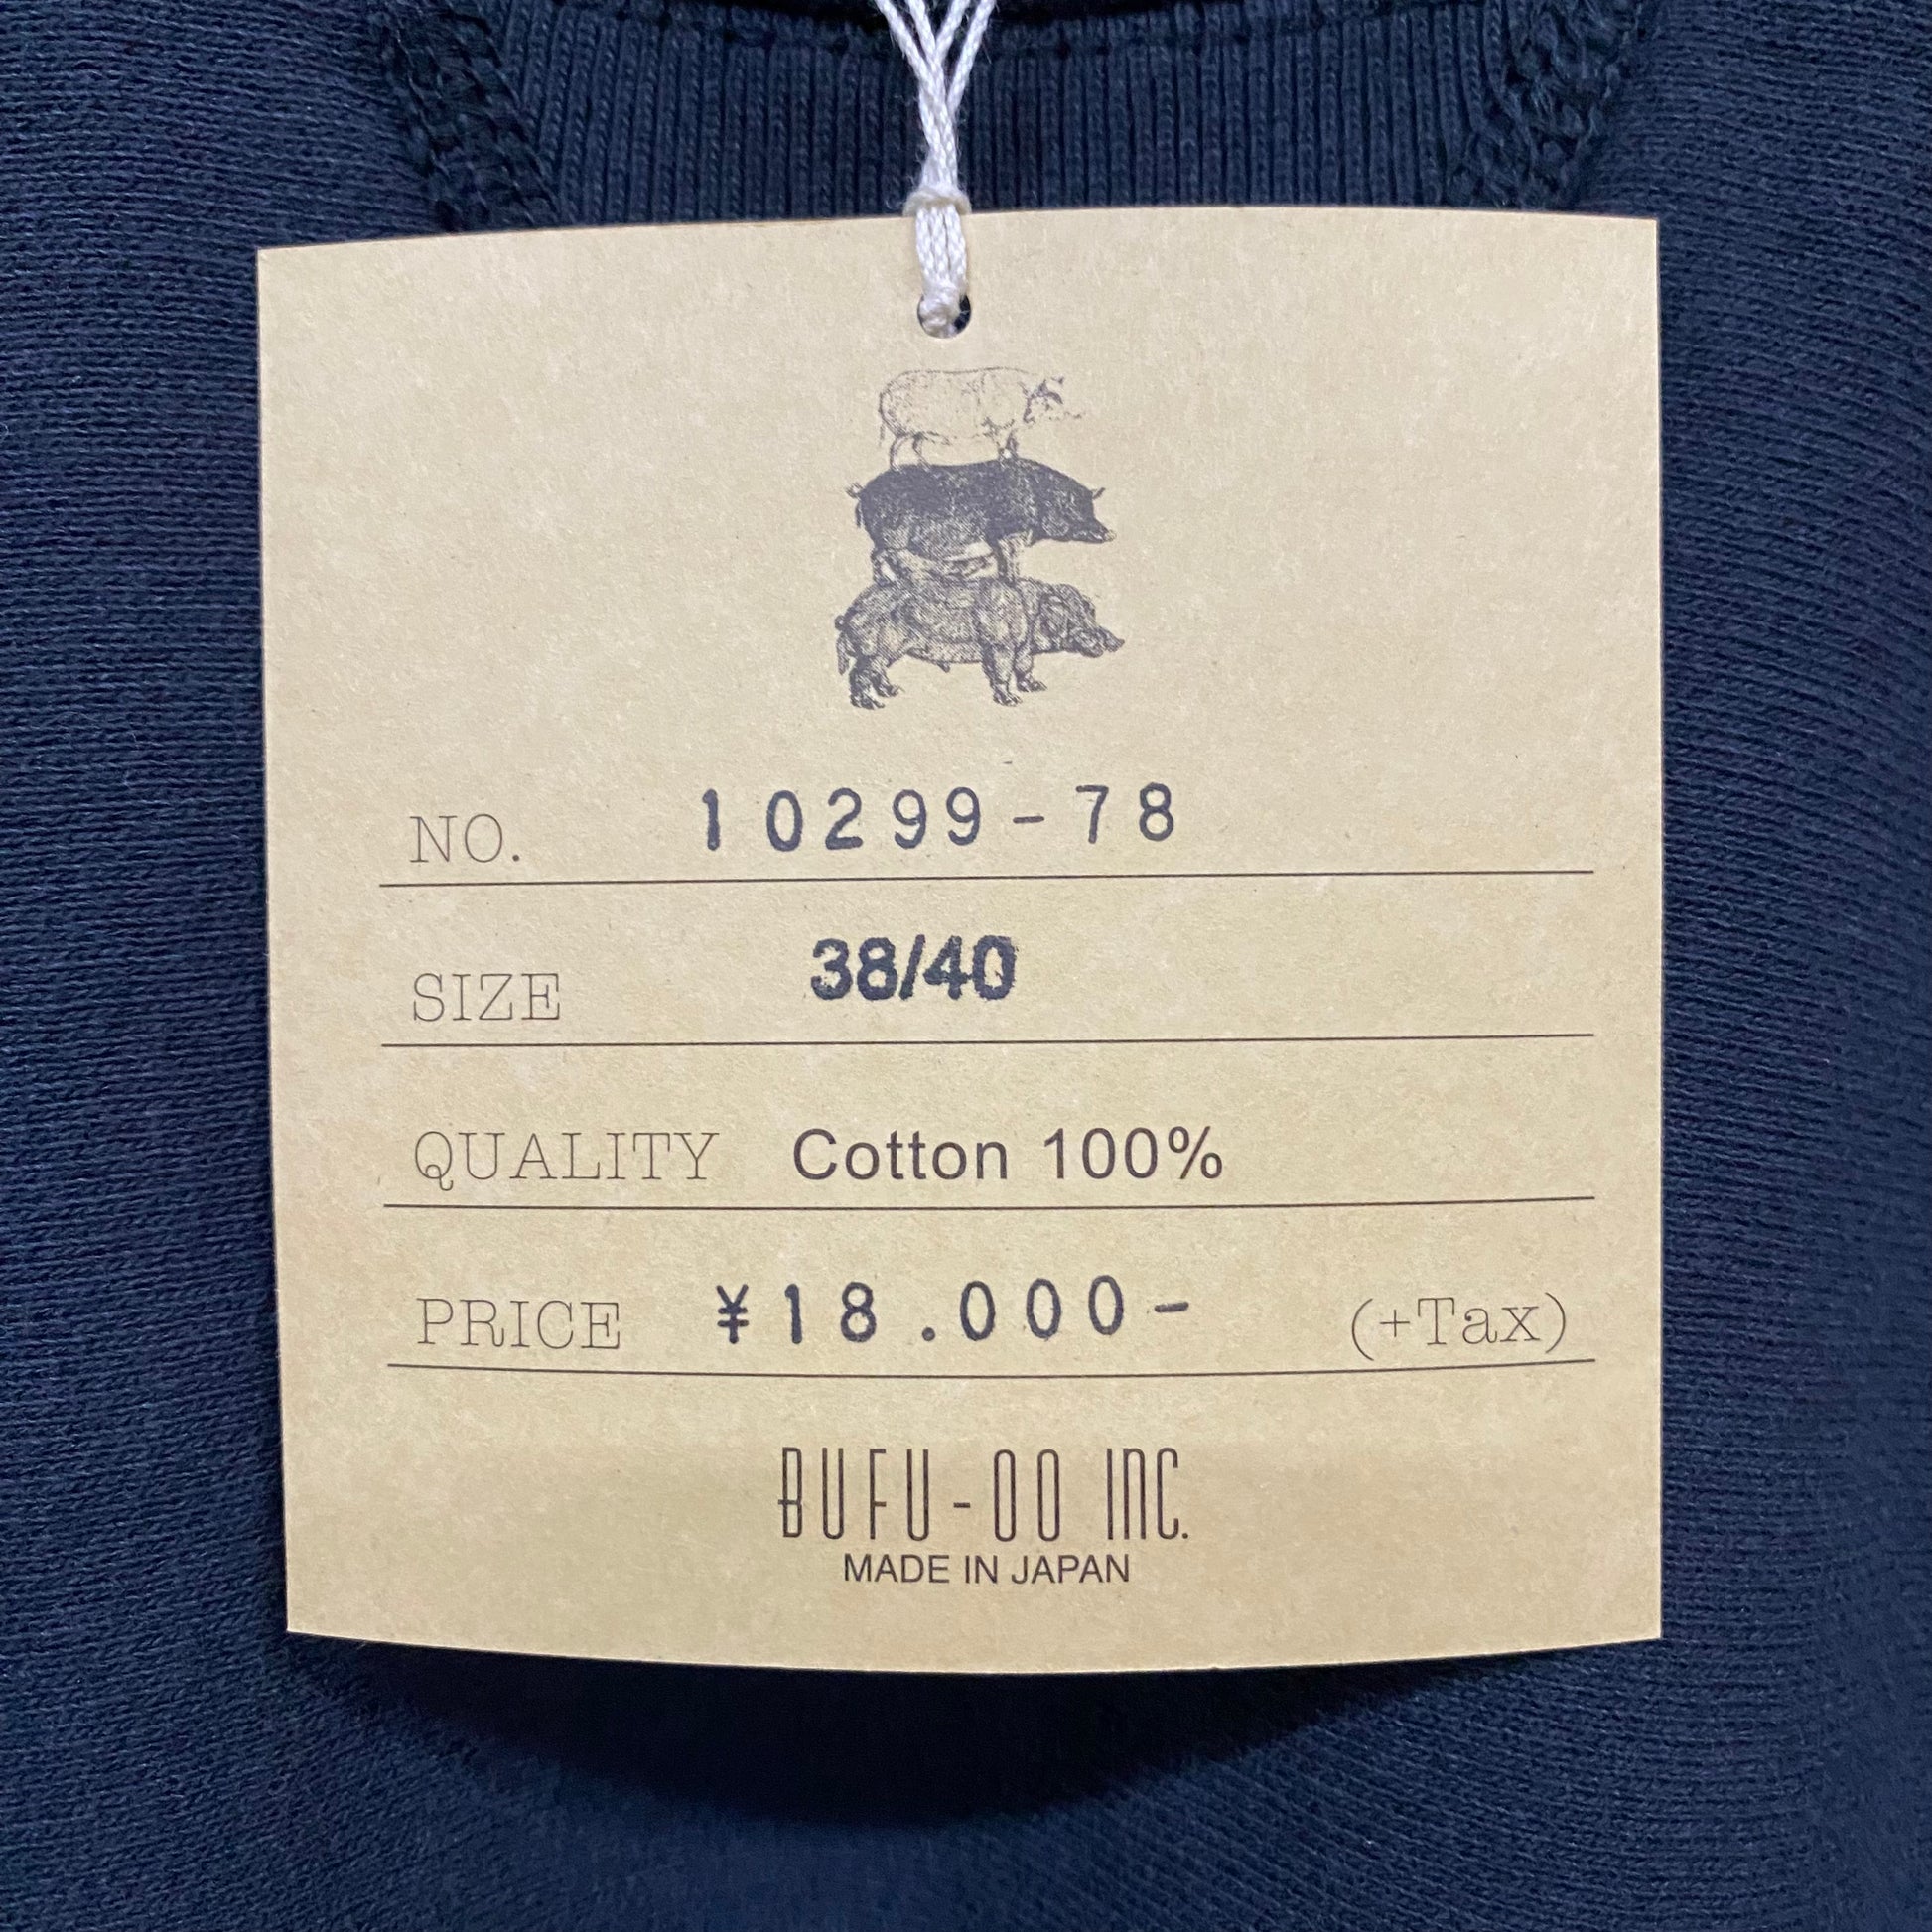 NO. 10299-78
SIZE 38/40
QUALITY Cotton 100%
PRICE ¥18.000- (+Tax)
BUFU-OO INC.
MADE IN JAPAN